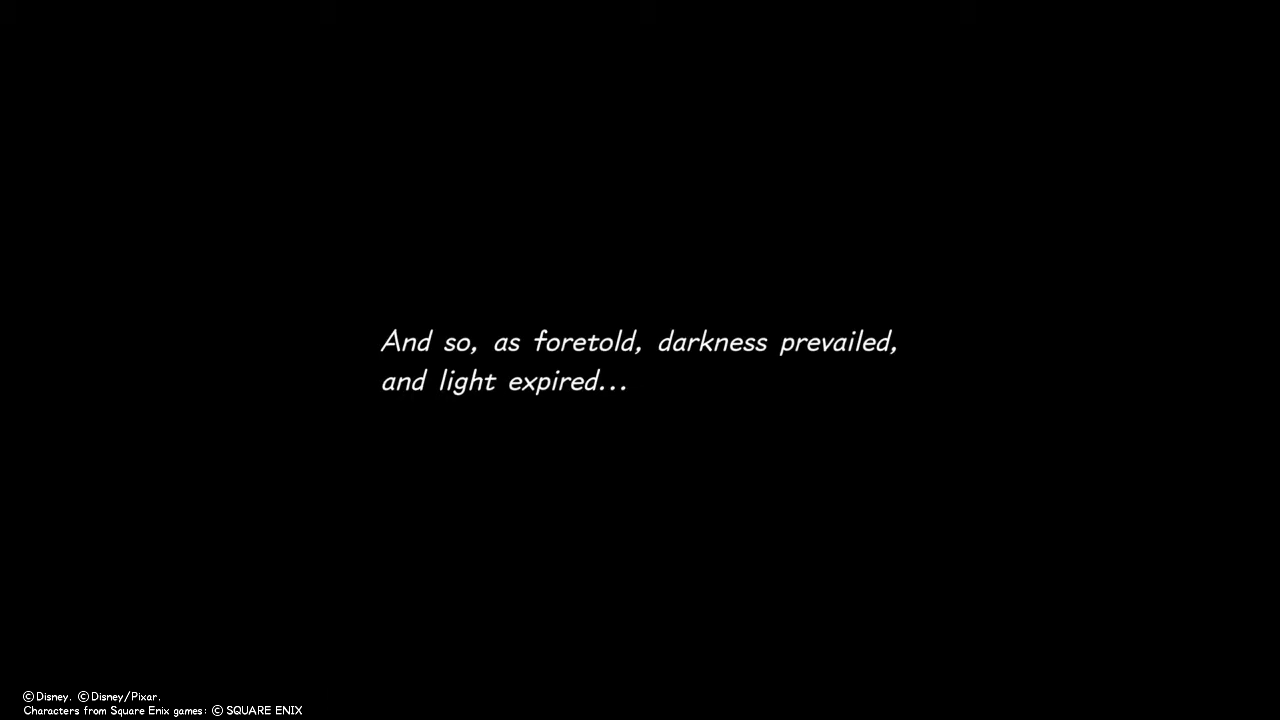 And so, as foretold, darkness prevailed,
and light expired...
©Disney. ©Disney/Pixar.
Characters from Square Enix games: © SQUARE ENIX